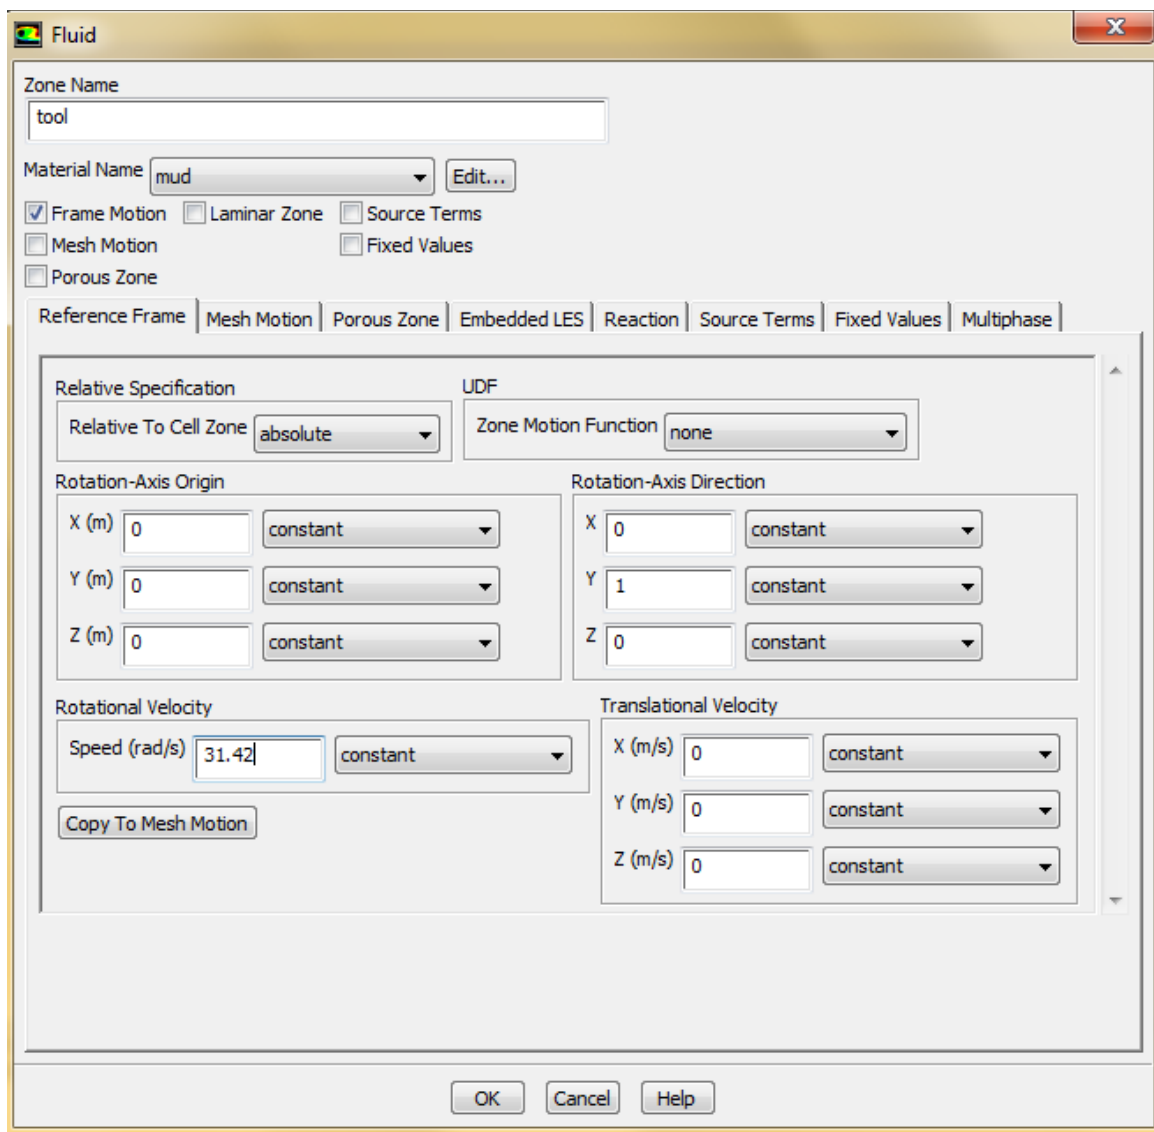 Fluid
Zone Name
tool
Material Name mud Edit...
Frame Motion Laminar Zone Source Terms
Mesh Motion Fixed Values
Porous Zone
Reference Frame Mesh Motion Porous Zone Embedded LES Reaction Source Terms Fixed Values Multiphase
Relative Specification UDF
Relative To Cell Zone absolute Zone Motion Function none
Rotation-Axis Origin Rotation-Axis Direction
X (m) 0 constant X 0 constant
Y (m) 0 constant Y 1 constant
Z (m) 0 constant Z 0 constant
Rotational Velocity Translational Velocity
Speed (rad/s) 31.42 constant X (m/s) 0 constant
Y (m/s) 0 constant
Copy To Mesh Motion
Z (m/s) 0 constant
OK Cancel Help